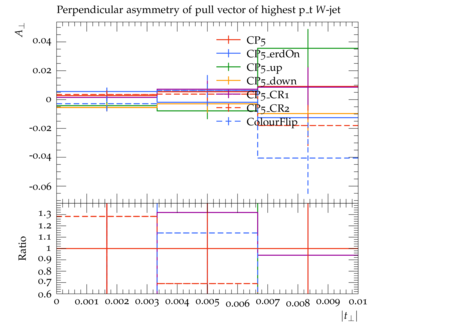 Perpendicular asymmetry of pull vector of highest p_t W-jet
A⊥
0.04
0.02
0
-0.02
-0.04
-0.06
CP5
CP5_erdOn
CP5_up
CP5_down
CP5_CR1
CP5_CR2
ColourFlip
Ratio
1.3
1.2
1.1
1
0.9
0.8
0.7
0.6
0 0.001 0.002 0.003 0.004 0.005 0.006 0.007 0.008 0.009 0.01
|t⊥|